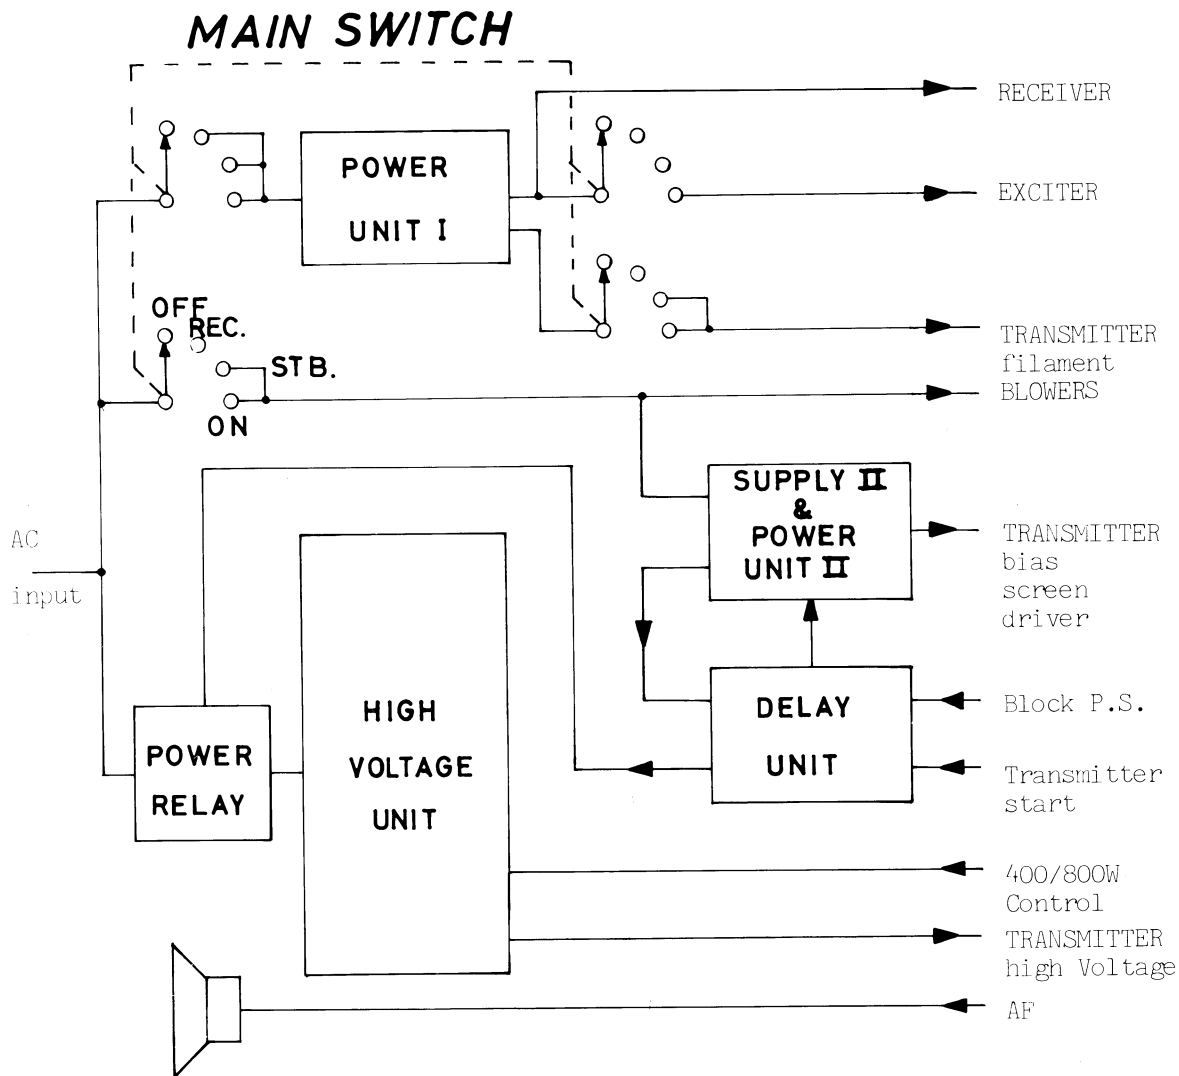 MAIN SWITCH
RECEIVER
POWER
UNIT I
EXCITER
OFF
REC.
STB.
ON
TRANSMITTER
filament
BLOWERS
SUPPLY II
&
POWER
UNIT II
AC
input
TRANSMITTER
bias
screen
driver
HIGH
VOLTAGE
UNIT
DELAY
UNIT
Block P.S.
POWER
RELAY
Transmitter
start
400/800W
Control
TRANSMITTER
high Voltage
AF